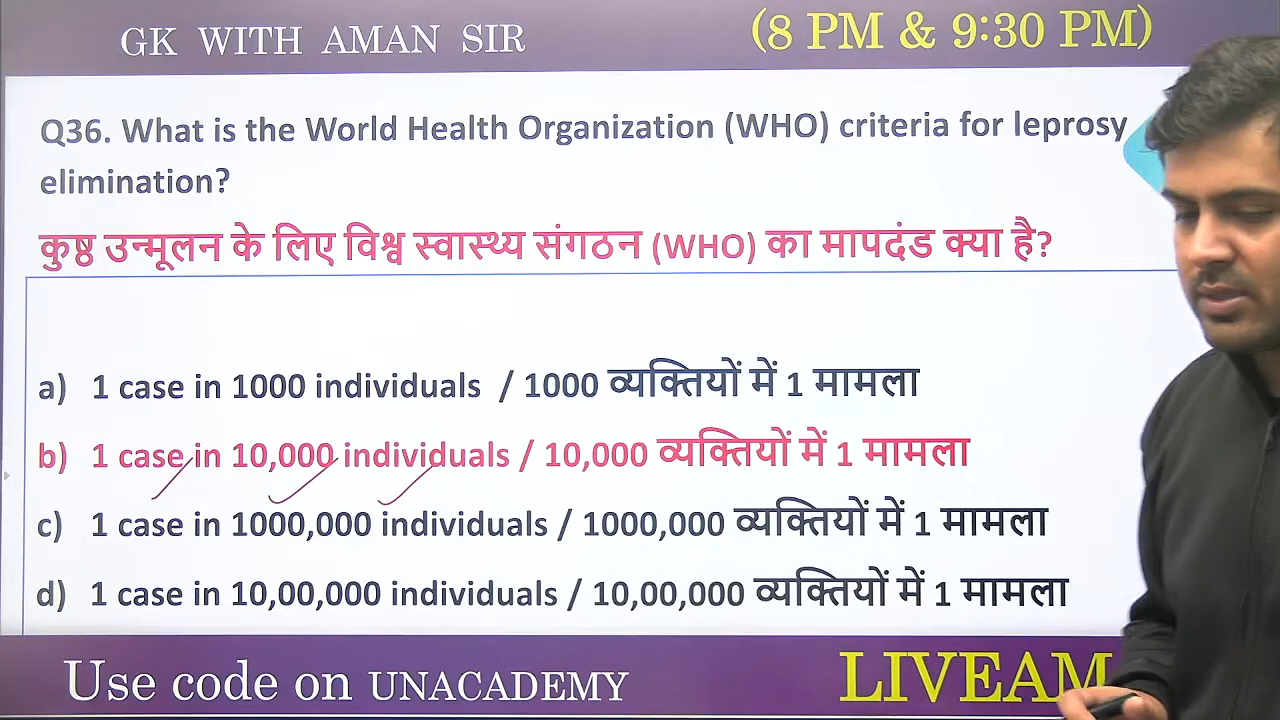 GK WITH AMAN SIR
(8 PM & 9:30 PM)
Q36. What is the World Health Organization (WHO) criteria for leprosy
elimination?
कुष्ठ उन्मूलन के लिए विश्व स्वास्थ्य संगठन (WHO) का मापदंड क्या है?
a) 1 case in 1000 individuals / 1000 व्यक्तियों में 1 मामला
b) 1 case in 10,000 individuals / 10,000 व्यक्तियों में 1 मामला
c) 1 case in 1000,000 individuals / 1000,000 व्यक्तियों में 1 मामला
d) 1 case in 10,00,000 individuals / 10,00,000 व्यक्तियों में 1 मामला
Use code on UNACADEMY
LIVEAM